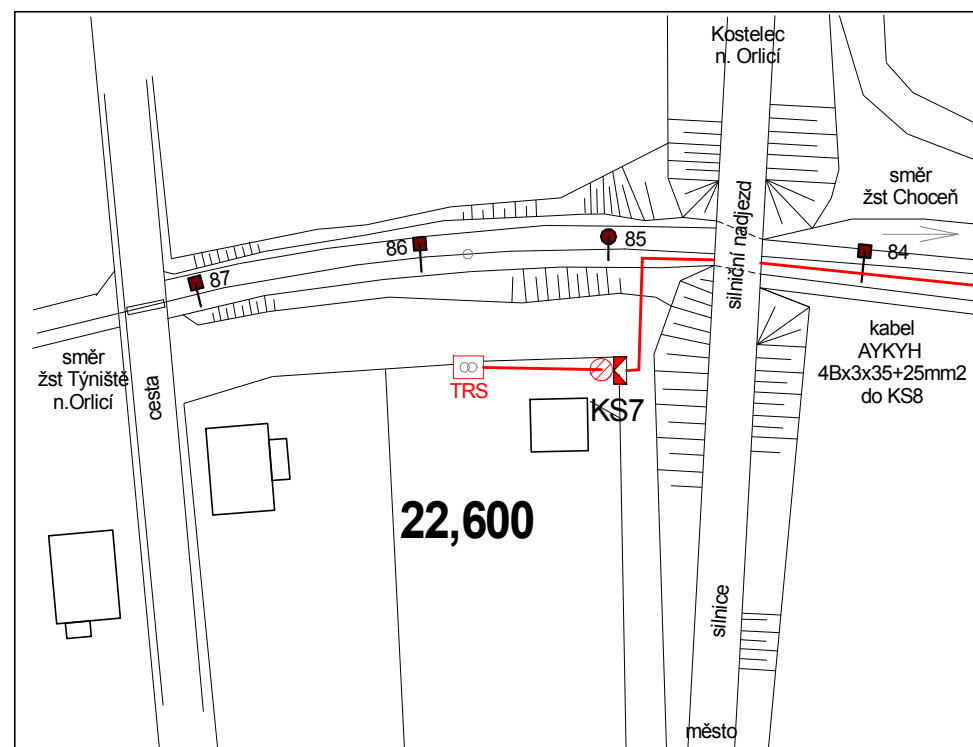 Kostelec
n. Orlicí
směr
žst Choceň
silniční nadjezd
87
86
85
84
směr
žst Týniště
n.Orlicí
cesta
TRS
KS7
kabel
AYKYH
4Bx3x35+25mm2
do KS8
22,600
silnice
město